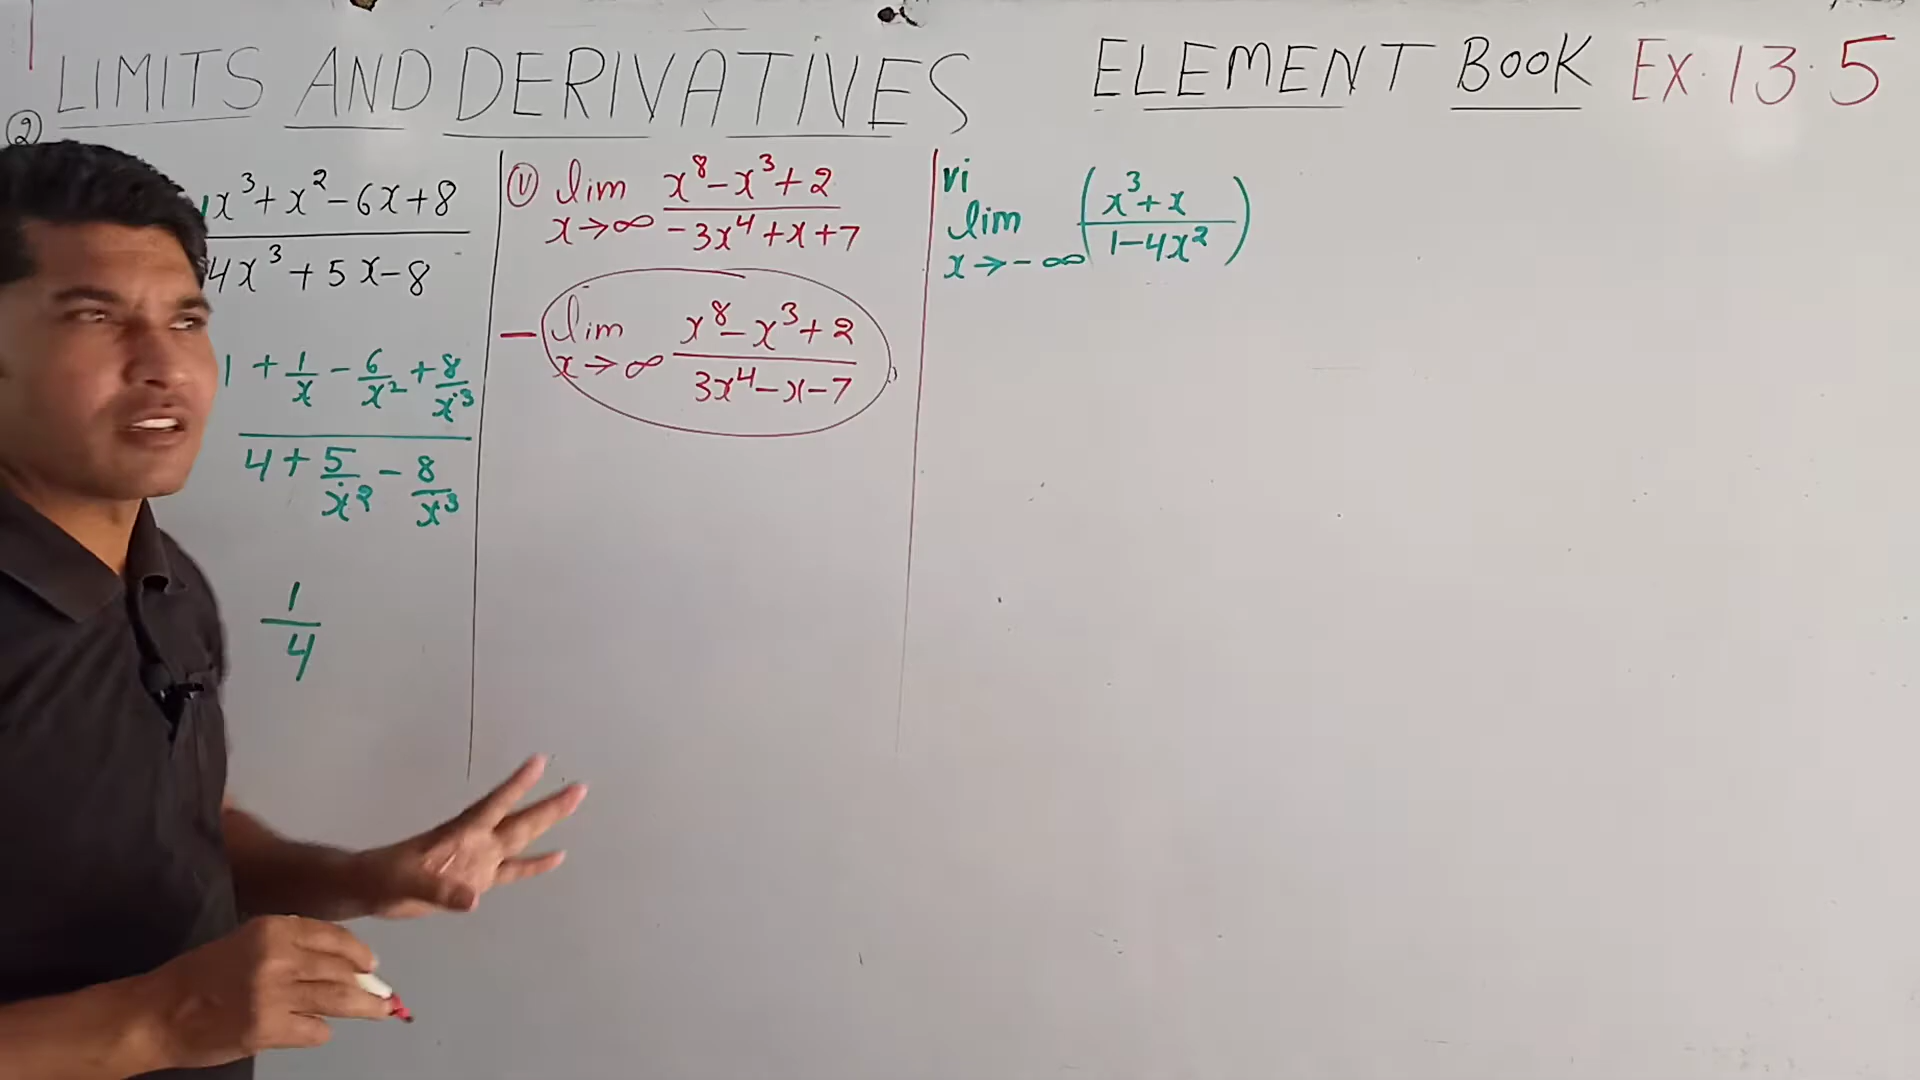 LIMITS AND DERIVATIVES
ELEMENT BOOK EX.13.5
②
x³+x²-6x+8
4x³+5x-8
1+1/x-6/x²+8/x³
4+5/x²-8/x³
1/4
Ⓥ lim x→∞ x⁸-x³+2 / -3x⁴+x+7
- lim x→∞ x⁸-x³+2 / 3x⁴-x-7
vi
lim x→-∞ (x³+x / 1-4x²)